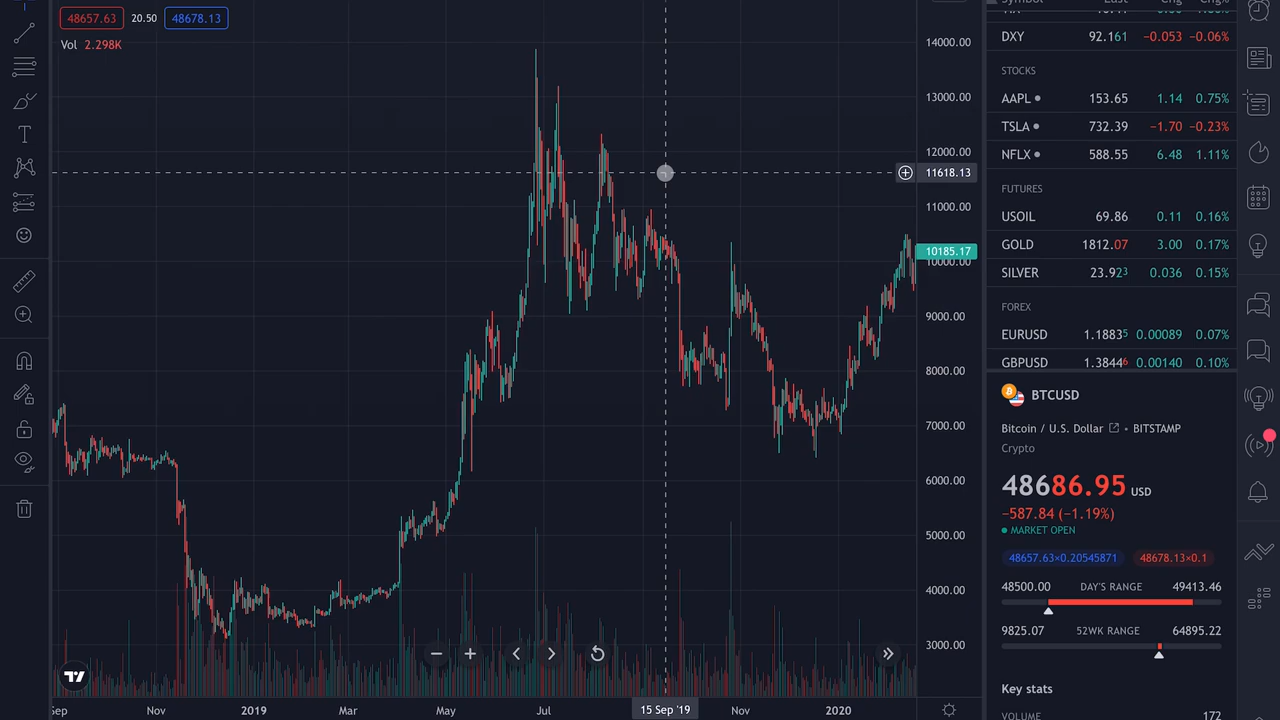 48657.63 20.50 48678.13
Vol 2.298K
14000.00
13000.00
12000.00
11618.13
11000.00
10185.17
10000.00
9000.00
8000.00
7000.00
6000.00
5000.00
4000.00
3000.00
Nov 2019 Mar May Jul 15 Sep '19 Nov 2020
Symbol Last Chg Chg%
DXY 92.161 −0.053 −0.06%
STOCKS
AAPL 153.65 1.14 0.75%
TSLA 732.39 −1.70 −0.23%
NFLX 588.55 6.48 1.11%
FUTURES
USOIL 69.86 0.11 0.16%
GOLD 1812.07 3.00 0.17%
SILVER 23.923 0.036 0.15%
FOREX
EURUSD 1.18835 0.00089 0.07%
GBPUSD 1.38446 0.00140 0.10%
BTCUSD
Bitcoin / U.S. Dollar • BITSTAMP
Crypto
48686.95 USD
−587.84 (−1.19%)
MARKET OPEN
48657.63×0.20545871 48678.13×0.1
48500.00 DAY'S RANGE 49413.46
9825.07 52WK RANGE 64895.22
Key stats
VOLUME 172